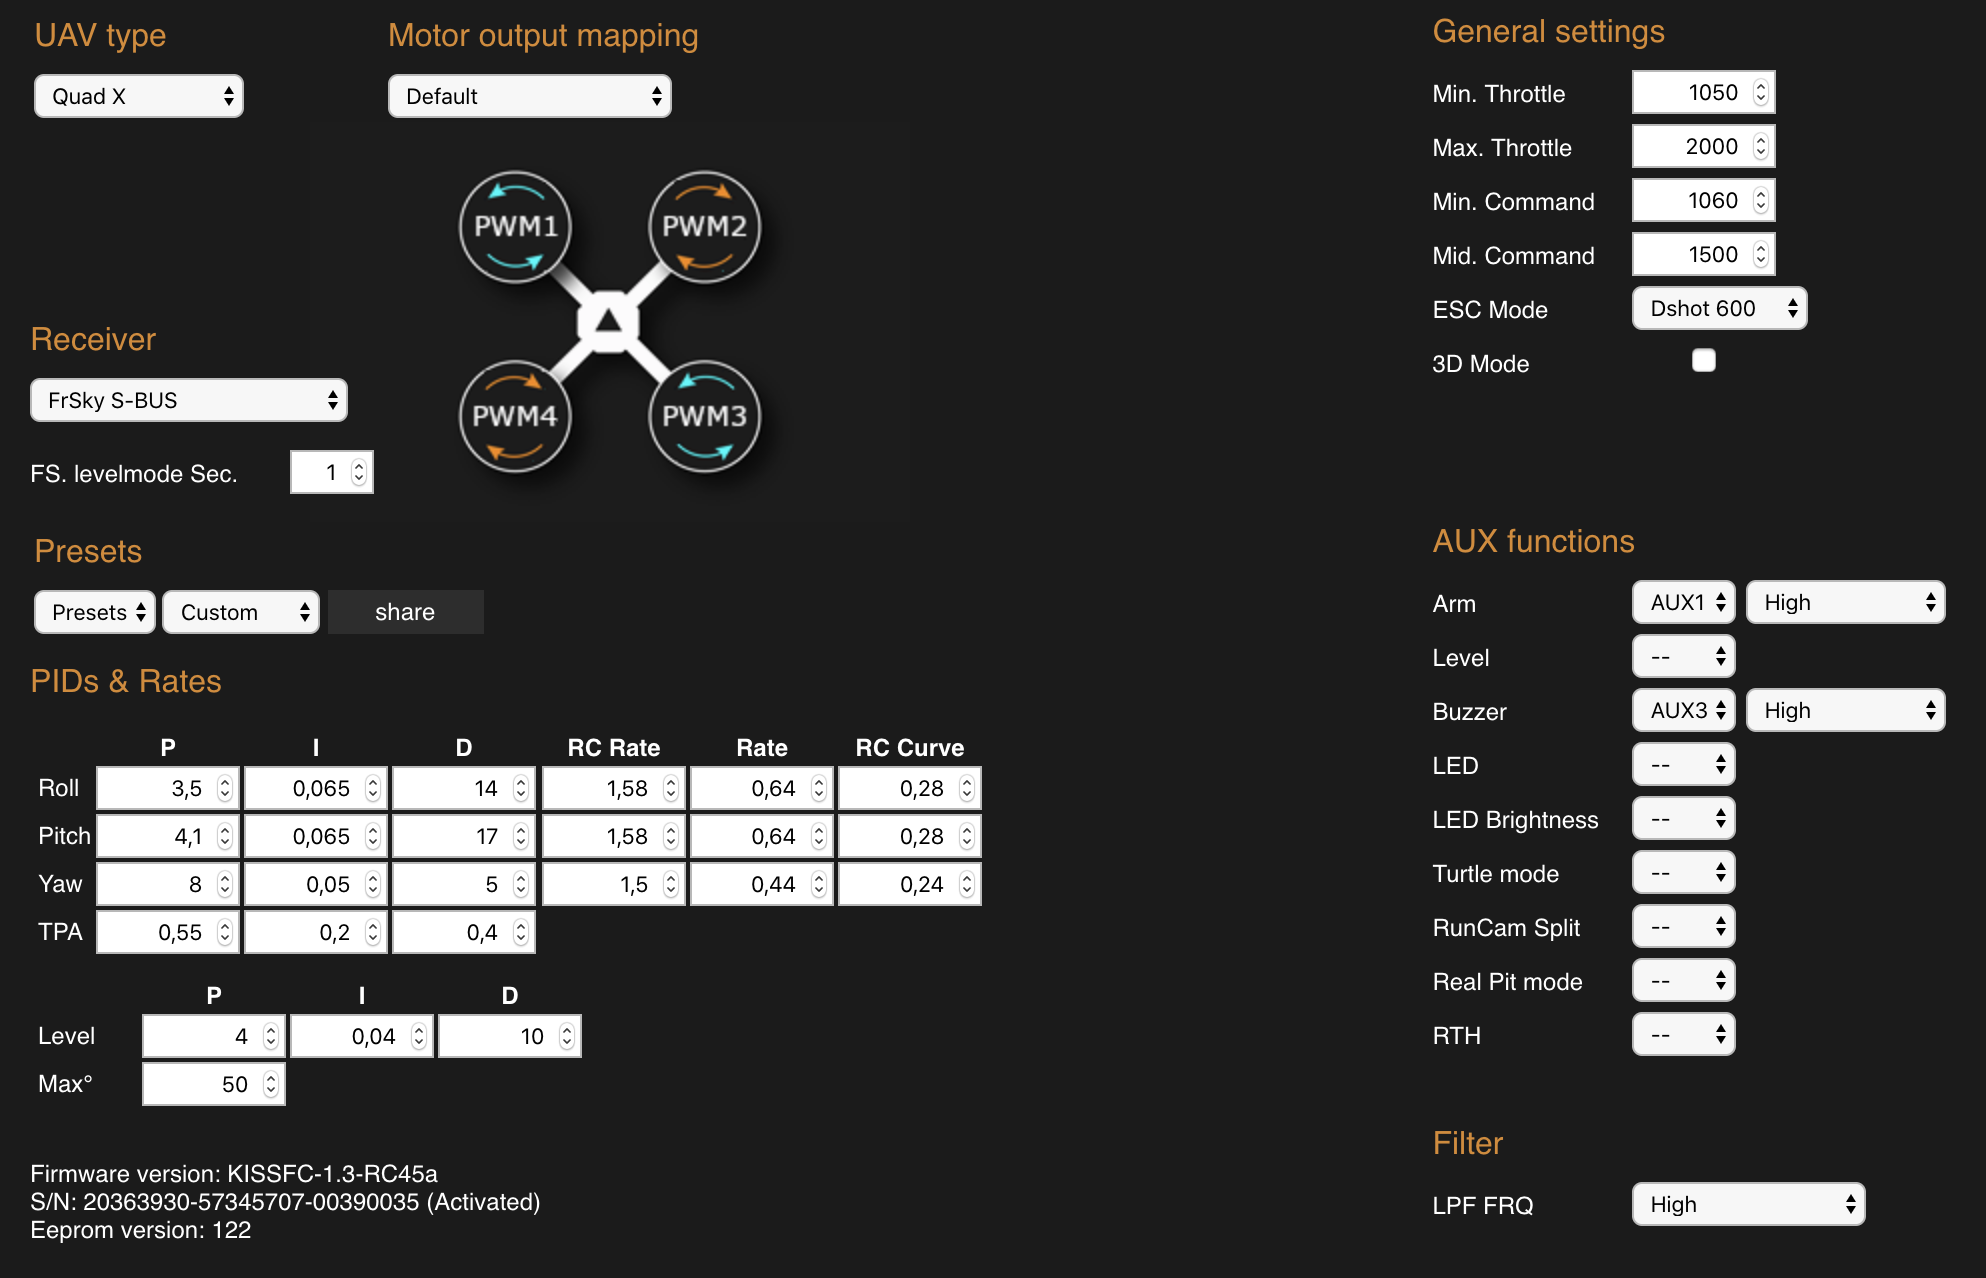 UAV type
Quad X
Motor output mapping
Default
PWM1
PWM2
PWM4
PWM3
Receiver
FrSky S-BUS
FS. levelmode Sec. 1
Presets
Presets Custom share
PIDs & Rates
P I D RC Rate Rate RC Curve
Roll 3,5 0,065 14 1,58 0,64 0,28
Pitch 4,1 0,065 17 1,58 0,64 0,28
Yaw 8 0,05 5 1,5 0,44 0,24
TPA 0,55 0,2 0,4
P I D
Level 4 0,04 10
Max° 50
Firmware version: KISSFC-1.3-RC45a
S/N: 20363930-57345707-00390035 (Activated)
Eeprom version: 122
General settings
Min. Throttle 1050
Max. Throttle 2000
Min. Command 1060
Mid. Command 1500
ESC Mode Dshot 600
3D Mode
AUX functions
Arm AUX1 High
Level --
Buzzer AUX3 High
LED --
LED Brightness --
Turtle mode --
RunCam Split --
Real Pit mode --
RTH --
Filter
LPF FRQ High